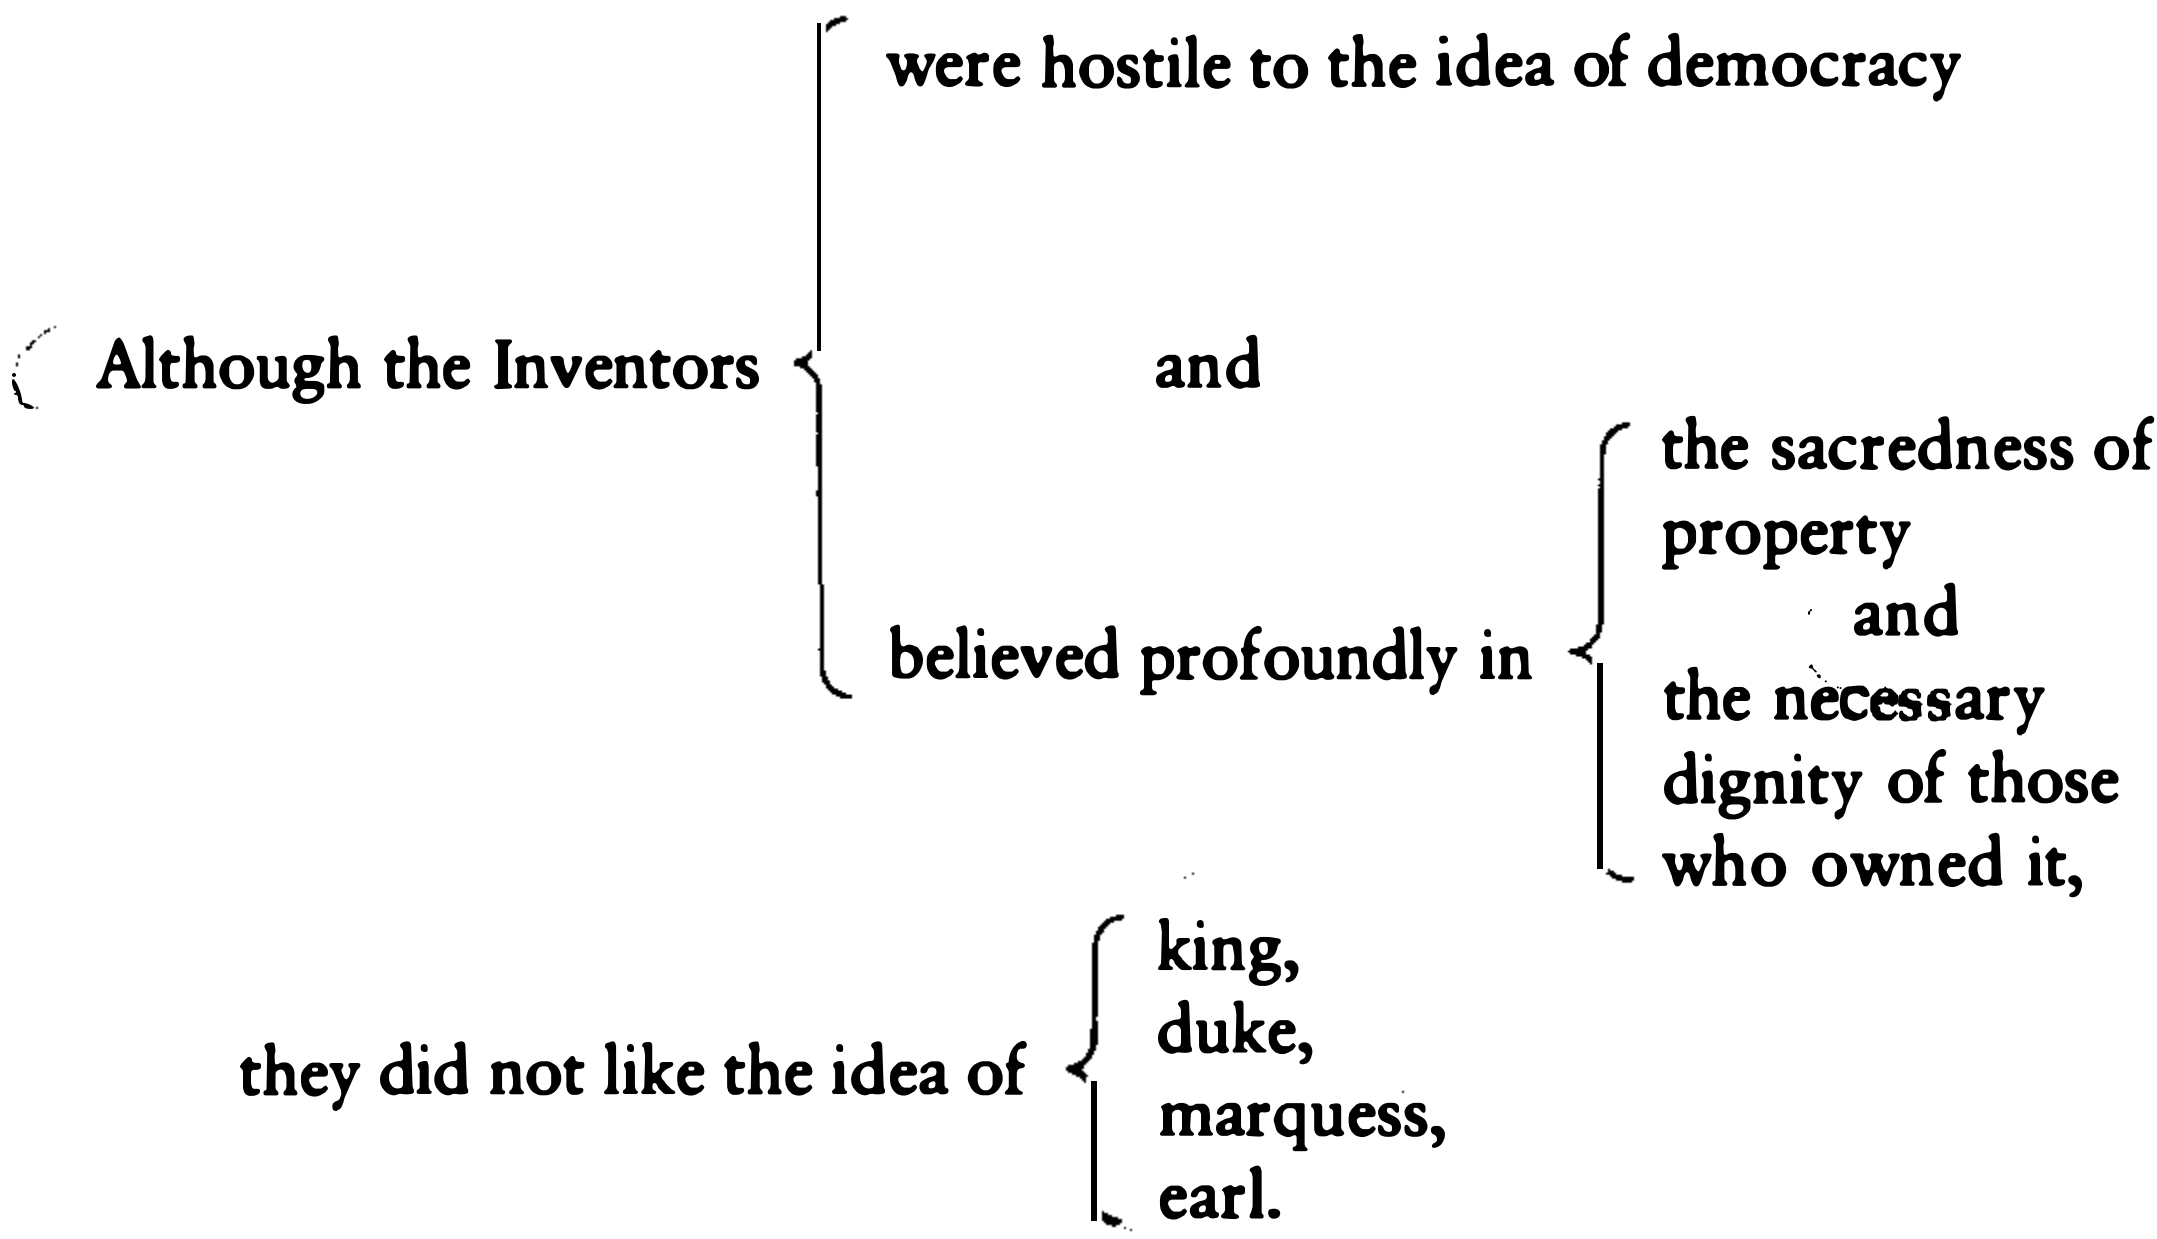 were hostile to the idea of democracy
Although the Inventors
and
believed profoundly in
the sacredness of
property
and
the necessary
dignity of those
who owned it,
they did not like the idea of
king,
duke,
marquess,
earl.